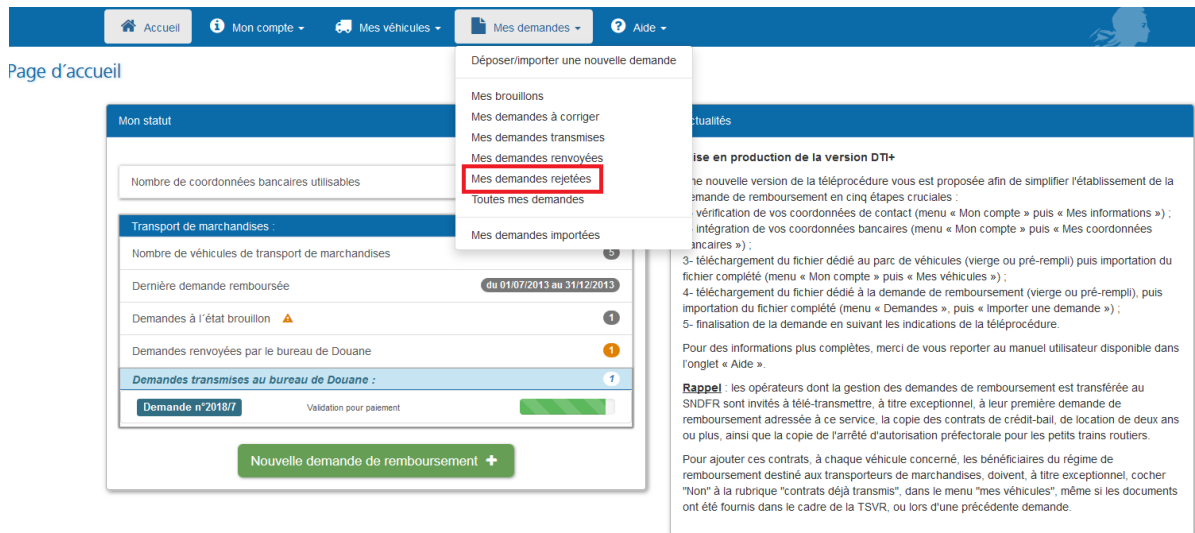 Accueil
Mon compte
Mes véhicules
Mes demandes
Aide
Page d´accueil
Déposer/importer une nouvelle demande
Mes brouillons
Mes demandes à corriger
Mes demandes transmises
Mes demandes renvoyées
Mes demandes rejetées
Toutes mes demandes
Mes demandes importées
Mon statut
Nombre de coordonnées bancaires utilisables
Transport de marchandises :
Nombre de véhicules de transport de marchandises 5
Dernière demande remboursée du 01/07/2013 au 31/12/2013
Demandes à l´état brouillon 1
Demandes renvoyées par le bureau de Douane 1
Demandes transmises au bureau de Douane : 1
Demande n°2018/7 Validation pour paiement
Nouvelle demande de remboursement +
ctualités
ise en production de la version DTI+
ne nouvelle version de la téléprocédure vous est proposée afin de simplifier l'établissement de la
emande de remboursement en cinq étapes cruciales :
vérification de vos coordonnées de contact (menu « Mon compte » puis « Mes informations ») ;
intégration de vos coordonnées bancaires (menu « Mon compte » puis « Mes coordonnées
ancaires ») ;
3- téléchargement du fichier dédié au parc de véhicules (vierge ou pré-rempli) puis importation du
fichier complété (menu « Mon compte » puis « Mes véhicules ») ;
4- téléchargement du fichier dédié à la demande de remboursement (vierge ou pré-rempli), puis
importation du fichier complété (menu « Demandes », puis « Importer une demande ») ;
5- finalisation de la demande en suivant les indications de la téléprocédure.
Pour des informations plus complètes, merci de vous reporter au manuel utilisateur disponible dans
l'onglet « Aide ».
Rappel : les opérateurs dont la gestion des demandes de remboursement est transférée au
SNDFR sont invités à télé-transmettre, à titre exceptionnel, à leur première demande de
remboursement adressée à ce service, la copie des contrats de crédit-bail, de location de deux ans
ou plus, ainsi que la copie de l'arrêté d'autorisation préfectorale pour les petits trains routiers.
Pour ajouter ces contrats, à chaque véhicule concerné, les bénéficiaires du régime de
remboursement destiné aux transporteurs de marchandises, doivent, à titre exceptionnel, cocher
"Non" à la rubrique "contrats déjà transmis", dans le menu "mes véhicules", même si les documents
ont été fournis dans le cadre de la TSVR, ou lors d'une précédente demande.